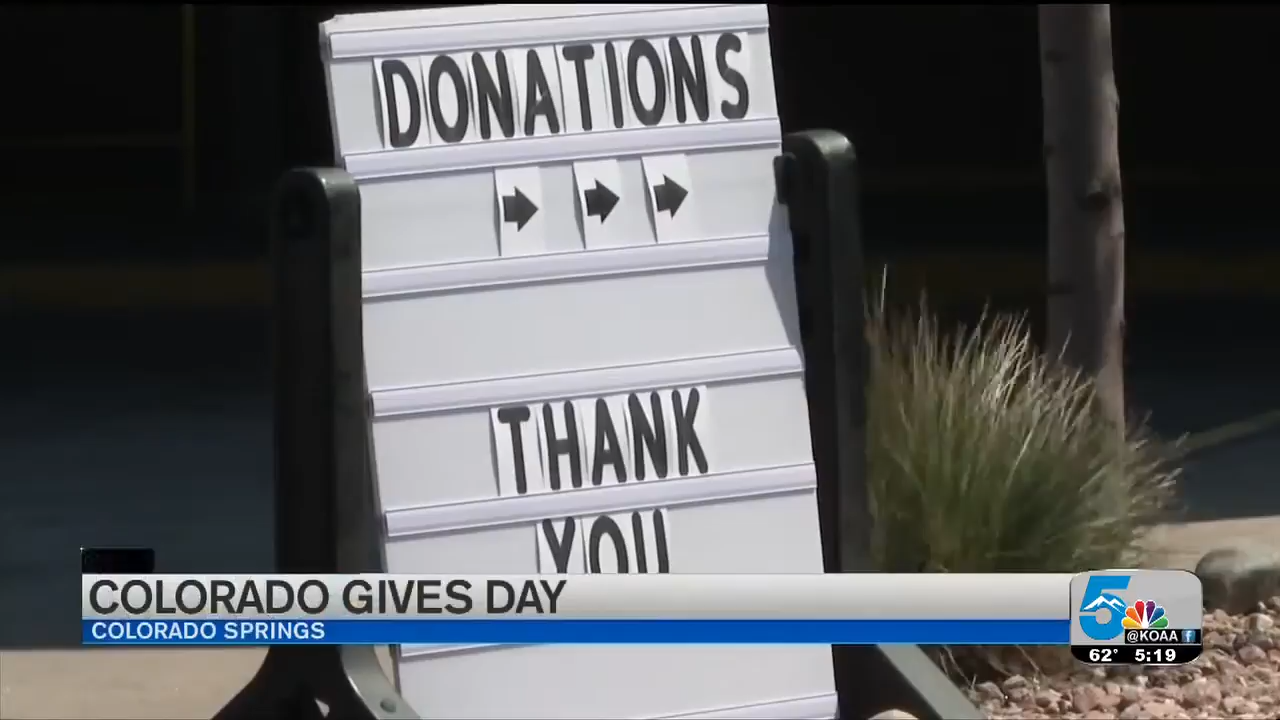 DONATIONS
THANK
YOU
COLORADO GIVES DAY
COLORADO SPRINGS
5
@KOAA f
62° 5:19